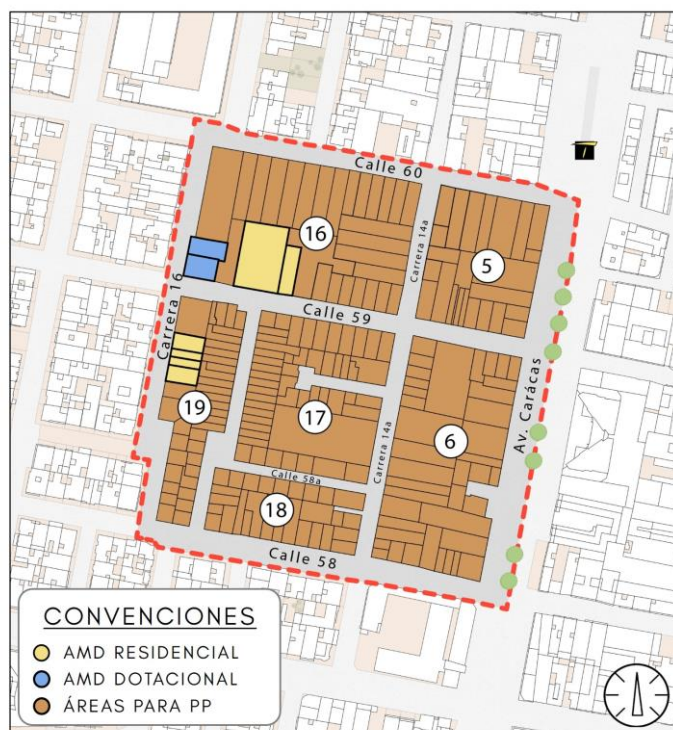 Calle 60
16
5
Carrera 14a
Carrera 16
Calle 59
Av. Carácas
19
17
6
Carrera 14a
Calle 58a
18
Calle 58
CONVENCIONES
AMD RESIDENCIAL
AMD DOTACIONAL
ÁREAS PARA PP